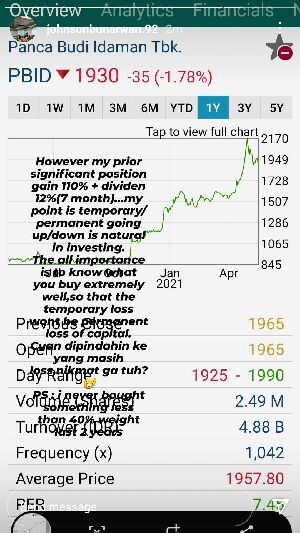 Overview Analytics Financials
johnsonbunarwan.92 2m
Panca Budi Idaman Tbk.
PBID 1930 -35 (-1.78%)
1D 1W 1M 3M 6M YTD 1Y 3Y 5Y
Tap to view full chart
2170
1949
1728
1507
1286
1065
845
Jan
2021
Apr
However my prior
significant position
gain 110% + dividen
12%(7 month)...my
point is temporary/
permanent going
up/down is natural
in investing.
The all importance
is to know what
you buy extremely
well,so that the
temporary loss
wont be permanent
loss of capital.
Cuan dipindahin ke
yang masih
loss,nikmat ga tuh?
PS : i never bought
something less
than 40% weight
last 2 years
Previous Close 1965
Open 1965
Day Range 1925 - 1990
Volume (Shares) 2.49 M
Turnover (IDR) 4.88 B
Frequency (x) 1,042
Average Price 1957.80
PER
message